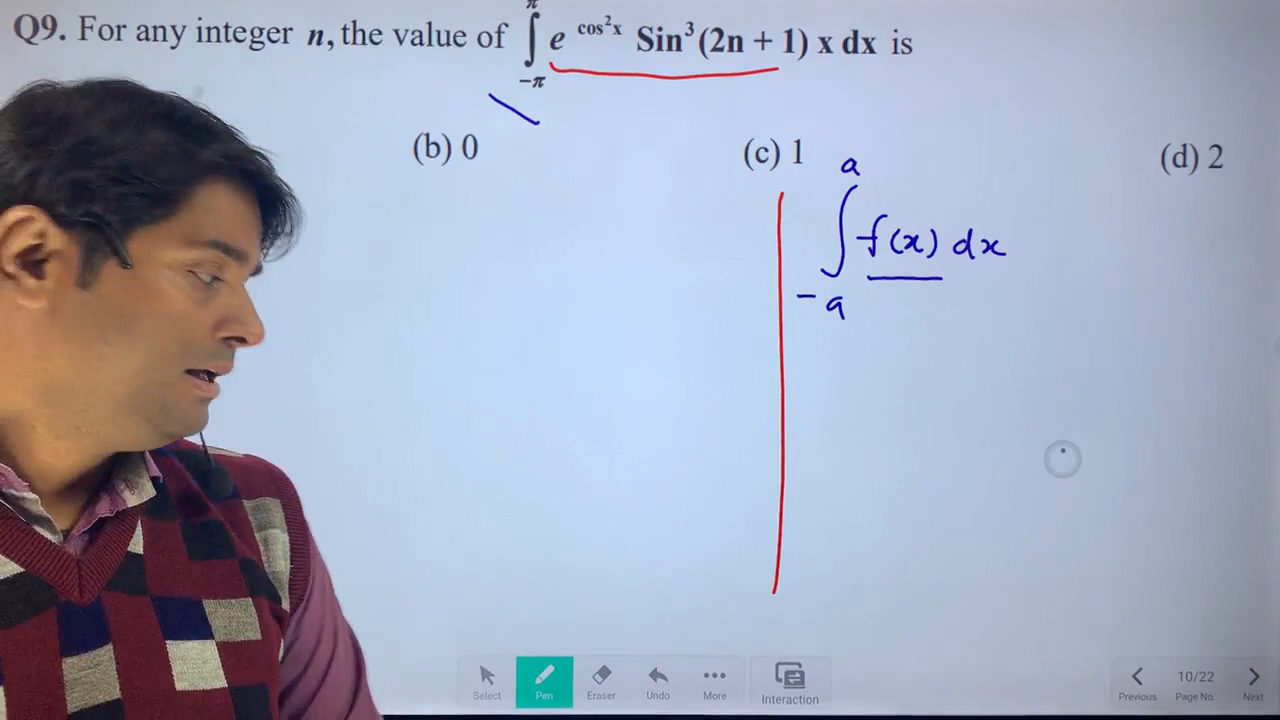 Q9. For any integer n, the value of ∫_{-π}^{π} e^{cos²x} Sin³(2n + 1) x dx is
(b) 0
(c) 1
(d) 2
∫_{-a}^{a} f(x) dx
Select
Pen
Eraser
Undo
More
Interaction
Previous
10/22
Page No.
Next